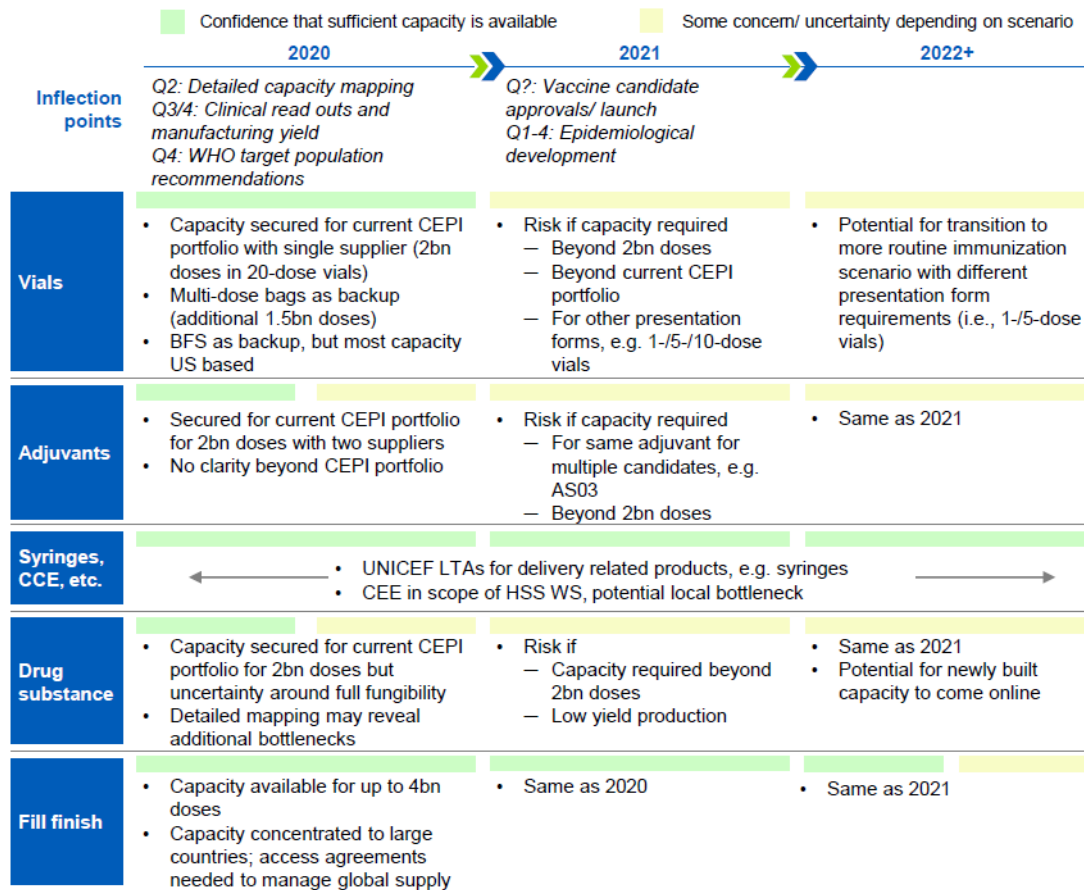 Confidence that sufficient capacity is available
Some concern/ uncertainty depending on scenario
2020
2021
2022+
Inflection
points
Q2: Detailed capacity mapping
Q3/4: Clinical read outs and
manufacturing yield
Q4: WHO target population
recommendations
Q?: Vaccine candidate
approvals/ launch
Q1-4: Epidemiological
development
Vials
• Capacity secured for current CEPI
portfolio with single supplier (2bn
doses in 20-dose vials)
• Multi-dose bags as backup
(additional 1.5bn doses)
• BFS as backup, but most capacity
US based
• Risk if capacity required
— Beyond 2bn doses
— Beyond current CEPI
portfolio
— For other presentation
forms, e.g. 1-/5-/10-dose
vials
• Potential for transition to
more routine immunization
scenario with different
presentation form
requirements (i.e., 1-/5-dose
vials)
Adjuvants
• Secured for current CEPI portfolio
for 2bn doses with two suppliers
• No clarity beyond CEPI portfolio
• Risk if capacity required
— For same adjuvant for
multiple candidates, e.g.
AS03
— Beyond 2bn doses
• Same as 2021
Syringes,
CCE, etc.
• UNICEF LTAs for delivery related products, e.g. syringes
• CEE in scope of HSS WS, potential local bottleneck
Drug
substance
• Capacity secured for current CEPI
portfolio for 2bn doses but
uncertainty around full fungibility
• Detailed mapping may reveal
additional bottlenecks
• Risk if
— Capacity required beyond
2bn doses
— Low yield production
• Same as 2021
• Potential for newly built
capacity to come online
Fill finish
• Capacity available for up to 4bn
doses
• Capacity concentrated to large
countries; access agreements
needed to manage global supply
• Same as 2020
• Same as 2021